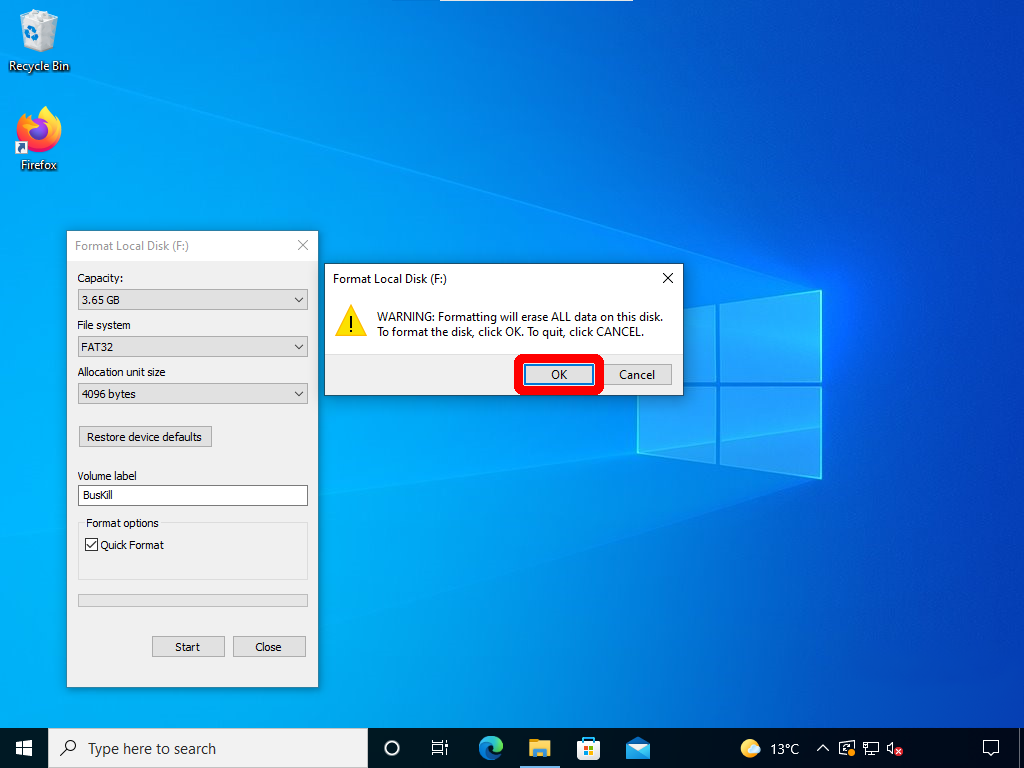 Recycle Bin
Firefox
Format Local Disk (F:)
Capacity:
3.65 GB
File system
FAT32
Allocation unit size
4096 bytes
Restore device defaults
Volume label
BusKill
Format options
Quick Format
Start
Close
Format Local Disk (F:)
WARNING: Formatting will erase ALL data on this disk.
To format the disk, click OK. To quit, click CANCEL.
OK
Cancel
Type here to search
13°C